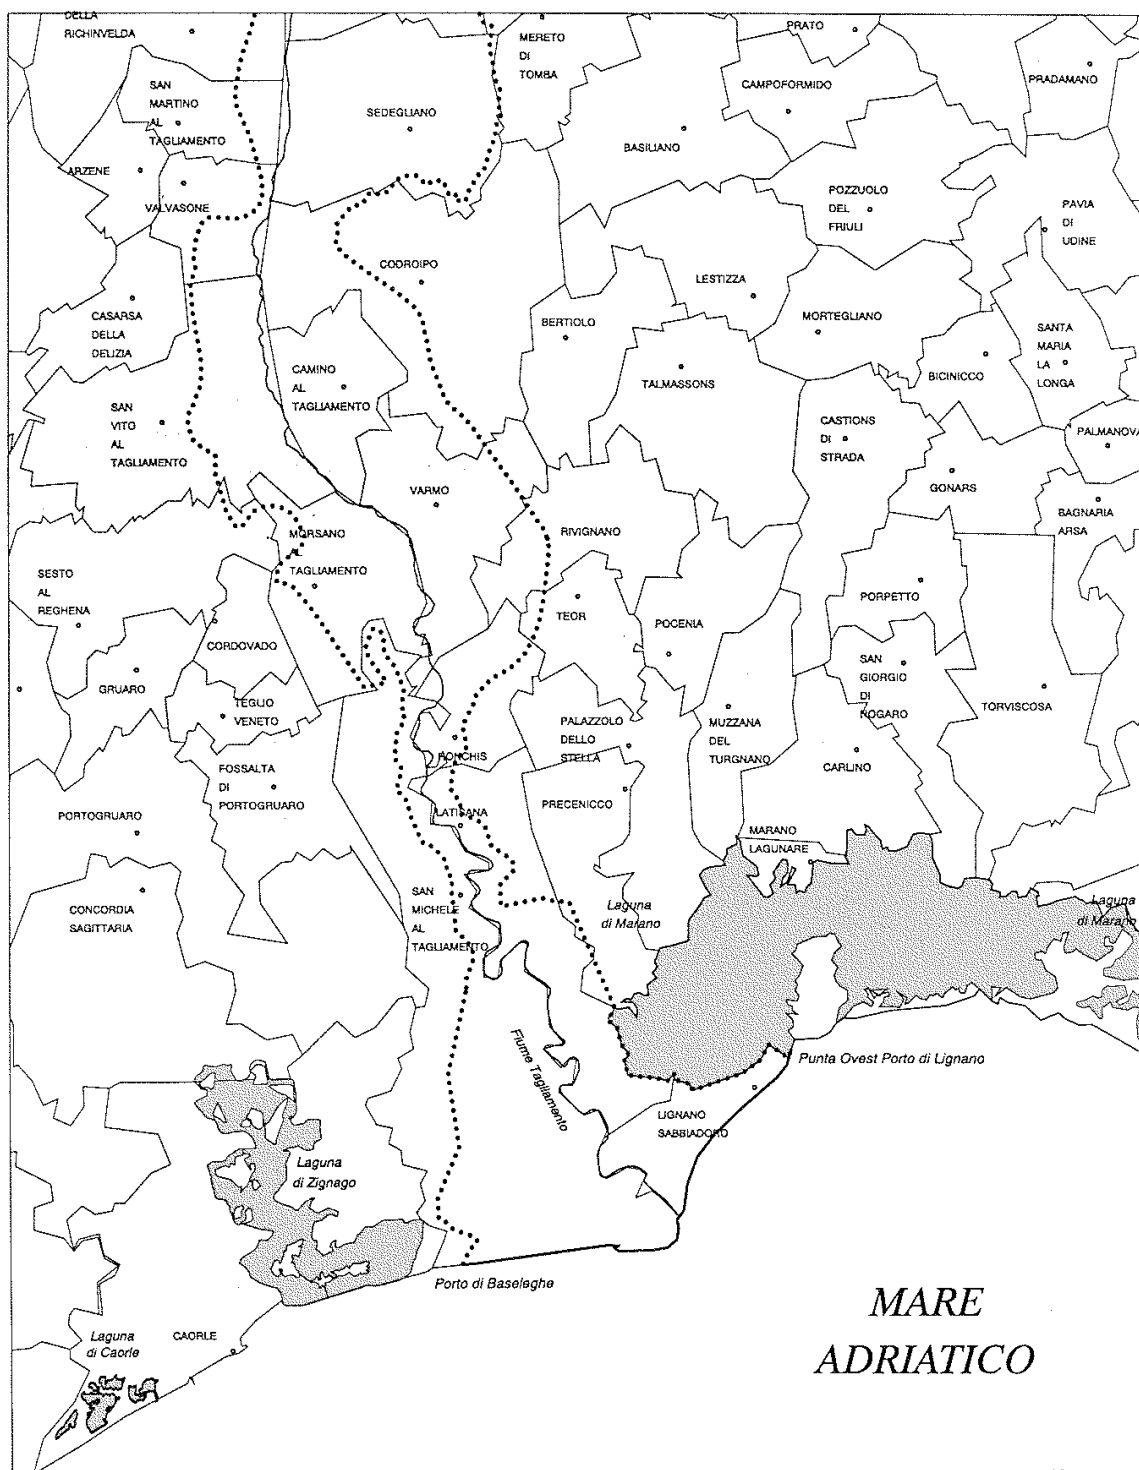 DELLA
RICHINVELDA
MERETO
DI
TOMBA
PRATO
CAMPOFORMIDO
PRADAMANO
SAN
MARTINO
AL
TAGLIAMENTO
SEDEGLIANO
BASILIANO
ARZENE
VALVASONE
POZZUOLO
DEL
FRIULI
PAVIA
DI
UDINE
CODROIPO
LESTIZZA
CASARSA
DELLA
DELIZIA
BERTIOLO
MORTEGLIANO
SANTA
MARIA
LA
LONGA
CAMINO
AL
TAGLIAMENTO
TALMASSONS
BICINICCO
SAN
VITO
AL
TAGLIAMENTO
CASTIONS
DI
STRADA
PALMANOVA
VARMO
GONARS
BAGNARIA
ARSA
MORSANO
AL
TAGLIAMENTO
RIVIGNANO
SESTO
AL
REGHENA
TEOR
PORPETTO
CORDOVADO
POCENIA
GRUARO
SAN
GIORGIO
DI
NOGARO
TEGLIO
VENETO
TORVISCOSA
PALAZZOLO
DELLO
STELLA
MUZZANA
DEL
TURGNANO
RONCHIS
FOSSALTA
DI
PORTOGRUARO
CARLINO
PRECENICCO
PORTOGRUARO
LATISANA
MARANO
LAGUNARE
CONCORDIA
SAGITTARIA
SAN
MICHELE
AL
TAGLIAMENTO
Laguna
di Marano
Laguna
di Marano
Fiume Tagliamento
Punta Ovest Porto di Lignano
LIGNANO
SABBIADORO
Laguna
di Zignago
Porto di Baseleghe
MARE
ADRIATICO
Laguna
di Caorle
CAORLE